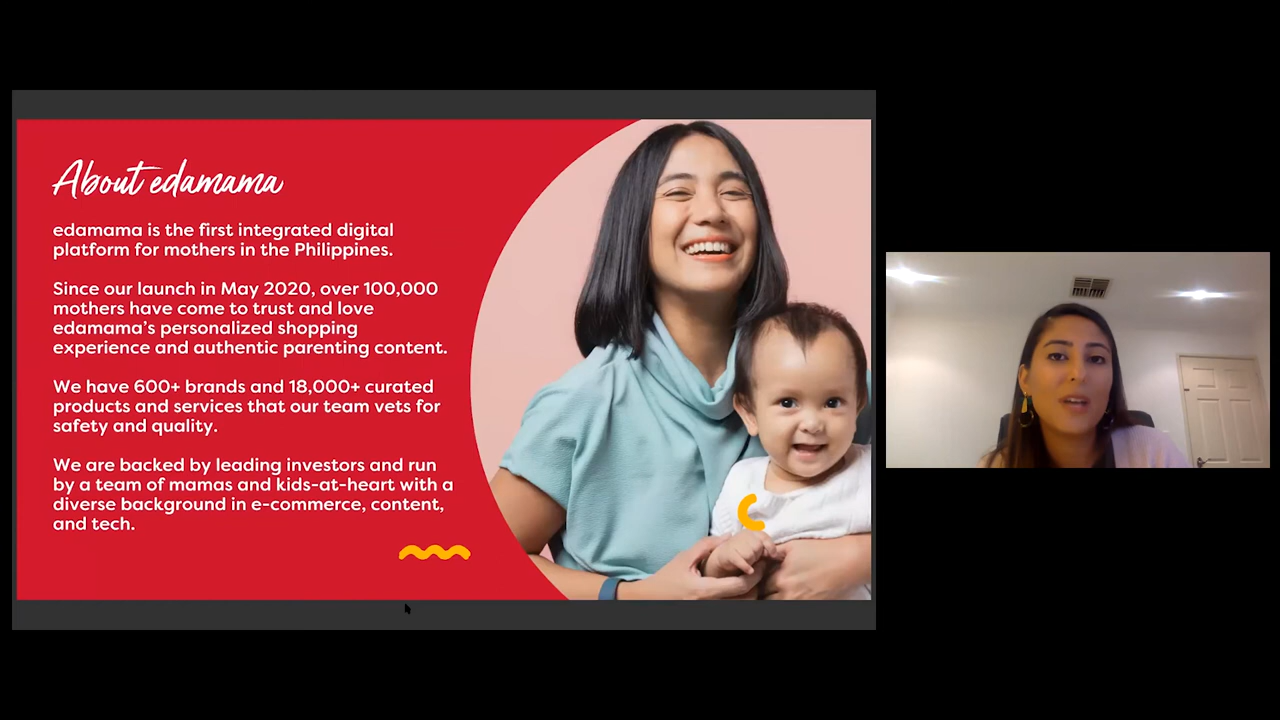 About edamama
edamama is the first integrated digital
platform for mothers in the Philippines.
Since our launch in May 2020, over 100,000
mothers have come to trust and love
edamama's personalized shopping
experience and authentic parenting content.
We have 600+ brands and 18,000+ curated
products and services that our team vets for
safety and quality.
We are backed by leading investors and run
by a team of mamas and kids-at-heart with a
diverse background in e-commerce, content,
and tech.